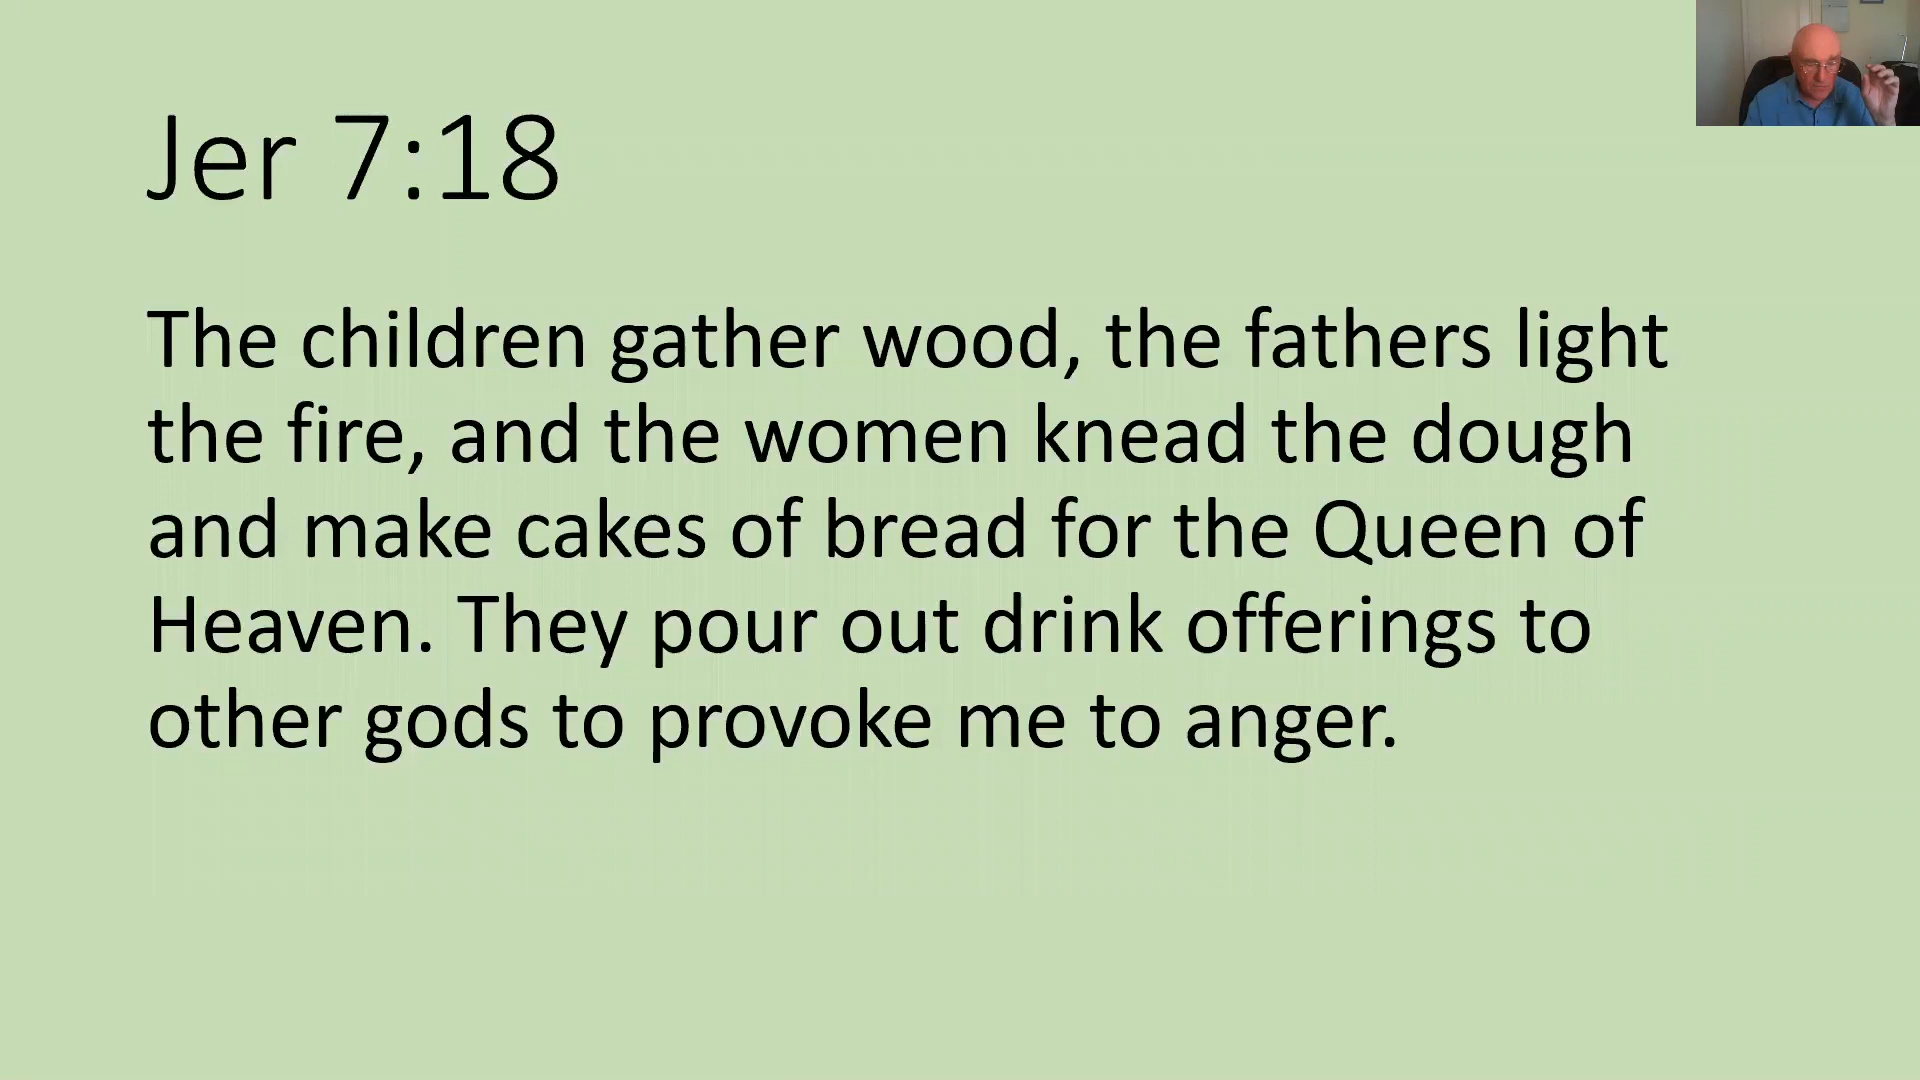 Jer 7:18
The children gather wood, the fathers light
the fire, and the women knead the dough
and make cakes of bread for the Queen of
Heaven. They pour out drink offerings to
other gods to provoke me to anger.